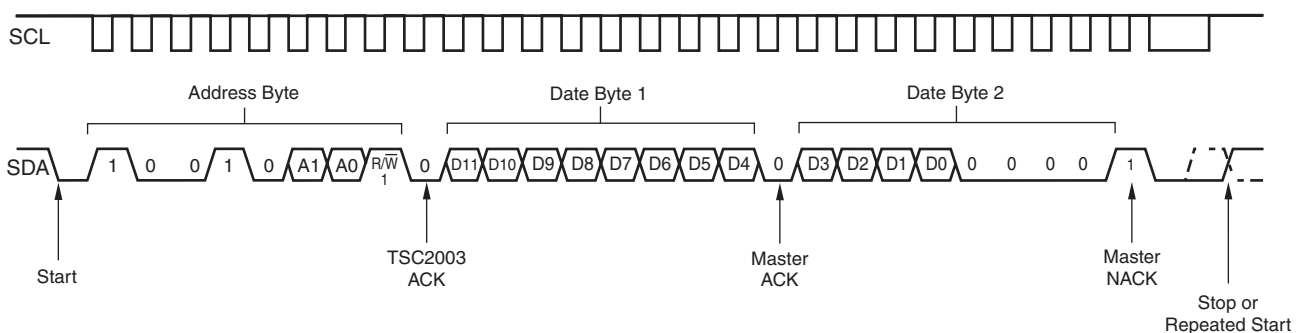 SCL
Address Byte
Date Byte 1
Date Byte 2
SDA
1 0 0 1 0 A1 A0 R/W̅ 1 0 D11 D10 D9 D8 D7 D6 D5 D4 0 D3 D2 D1 D0 0 0 0 0 1
Start
TSC2003
ACK
Master
ACK
Master
NACK
Stop or
Repeated Start